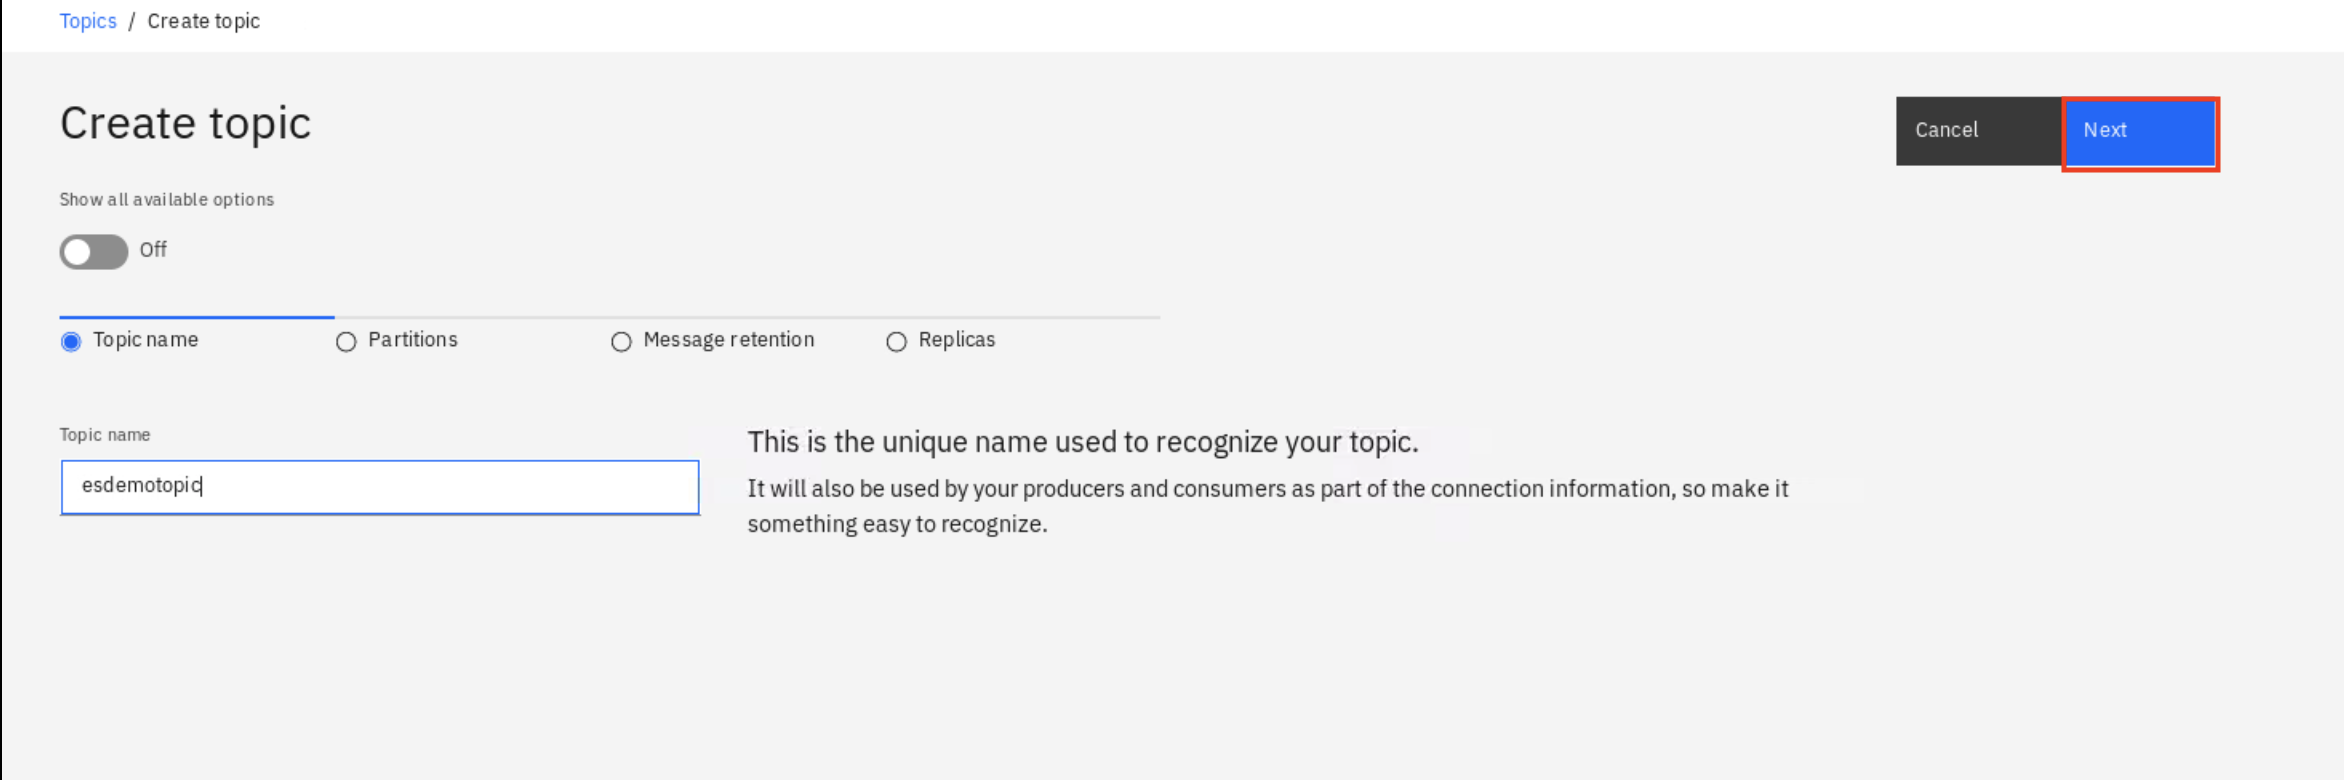 Topics / Create topic
Create topic
Cancel
Next
Show all available options
Off
Topic name
Partitions
Message retention
Replicas
Topic name
esdemotopic
This is the unique name used to recognize your topic.
It will also be used by your producers and consumers as part of the connection information, so make it
something easy to recognize.